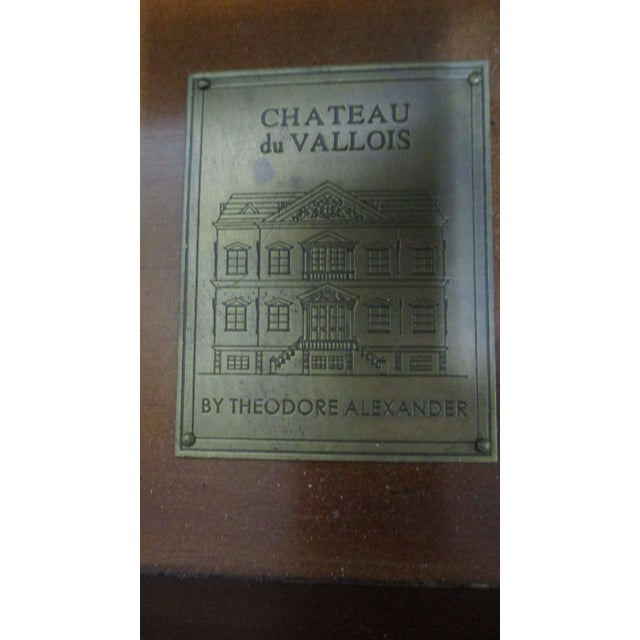 CHATEAU
du VALLOIS
BY THEODORE ALEXANDER